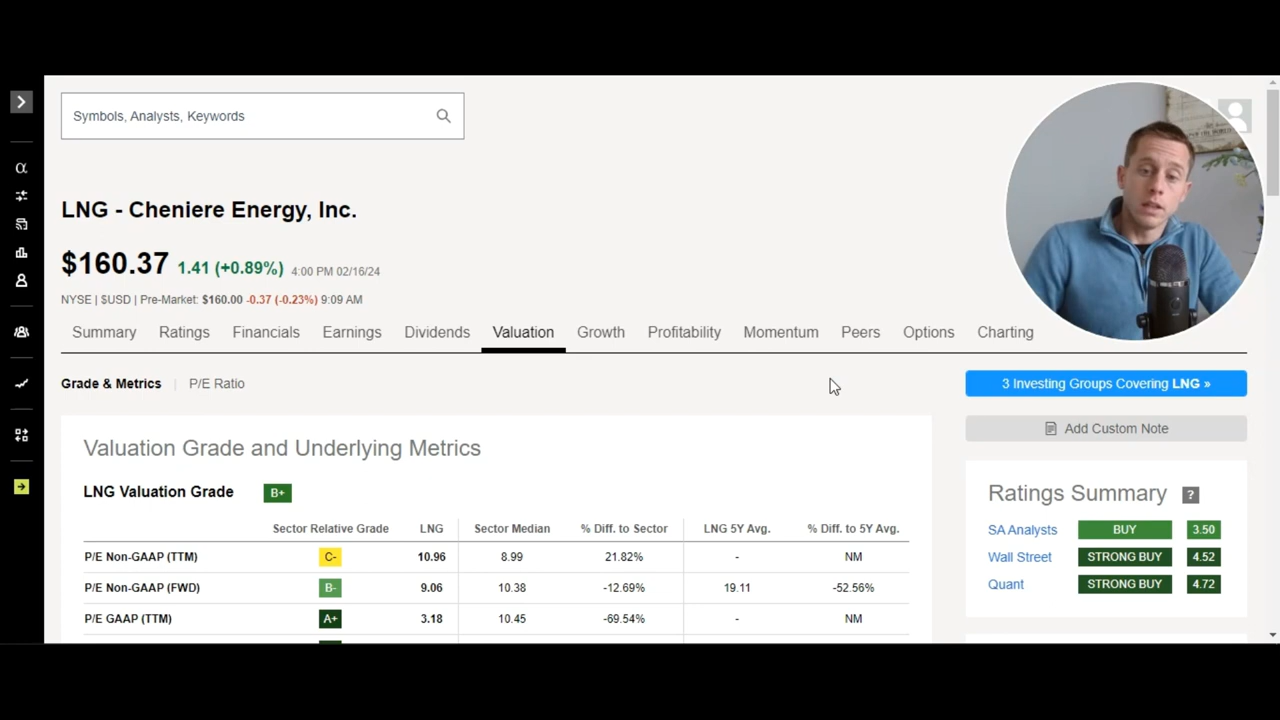 Symbols, Analysts, Keywords
LNG - Cheniere Energy, Inc.
$160.37 1.41 (+0.89%) 4:00 PM 02/16/24
NYSE | $USD | Pre-Market: $160.00 -0.37 (-0.23%) 9:09 AM
Summary Ratings Financials Earnings Dividends Valuation Growth Profitability Momentum Peers Options Charting
Grade & Metrics | P/E Ratio
3 Investing Groups Covering LNG »
Add Custom Note
Valuation Grade and Underlying Metrics
LNG Valuation Grade B+
Sector Relative Grade LNG Sector Median % Diff. to Sector LNG 5Y Avg. % Diff. to 5Y Avg.
P/E Non-GAAP (TTM) C- 10.96 8.99 21.82% - NM
P/E Non-GAAP (FWD) B- 9.06 10.38 -12.69% 19.11 -52.56%
P/E GAAP (TTM) A+ 3.18 10.45 -69.54% - NM
Ratings Summary ?
SA Analysts BUY 3.50
Wall Street STRONG BUY 4.52
Quant STRONG BUY 4.72